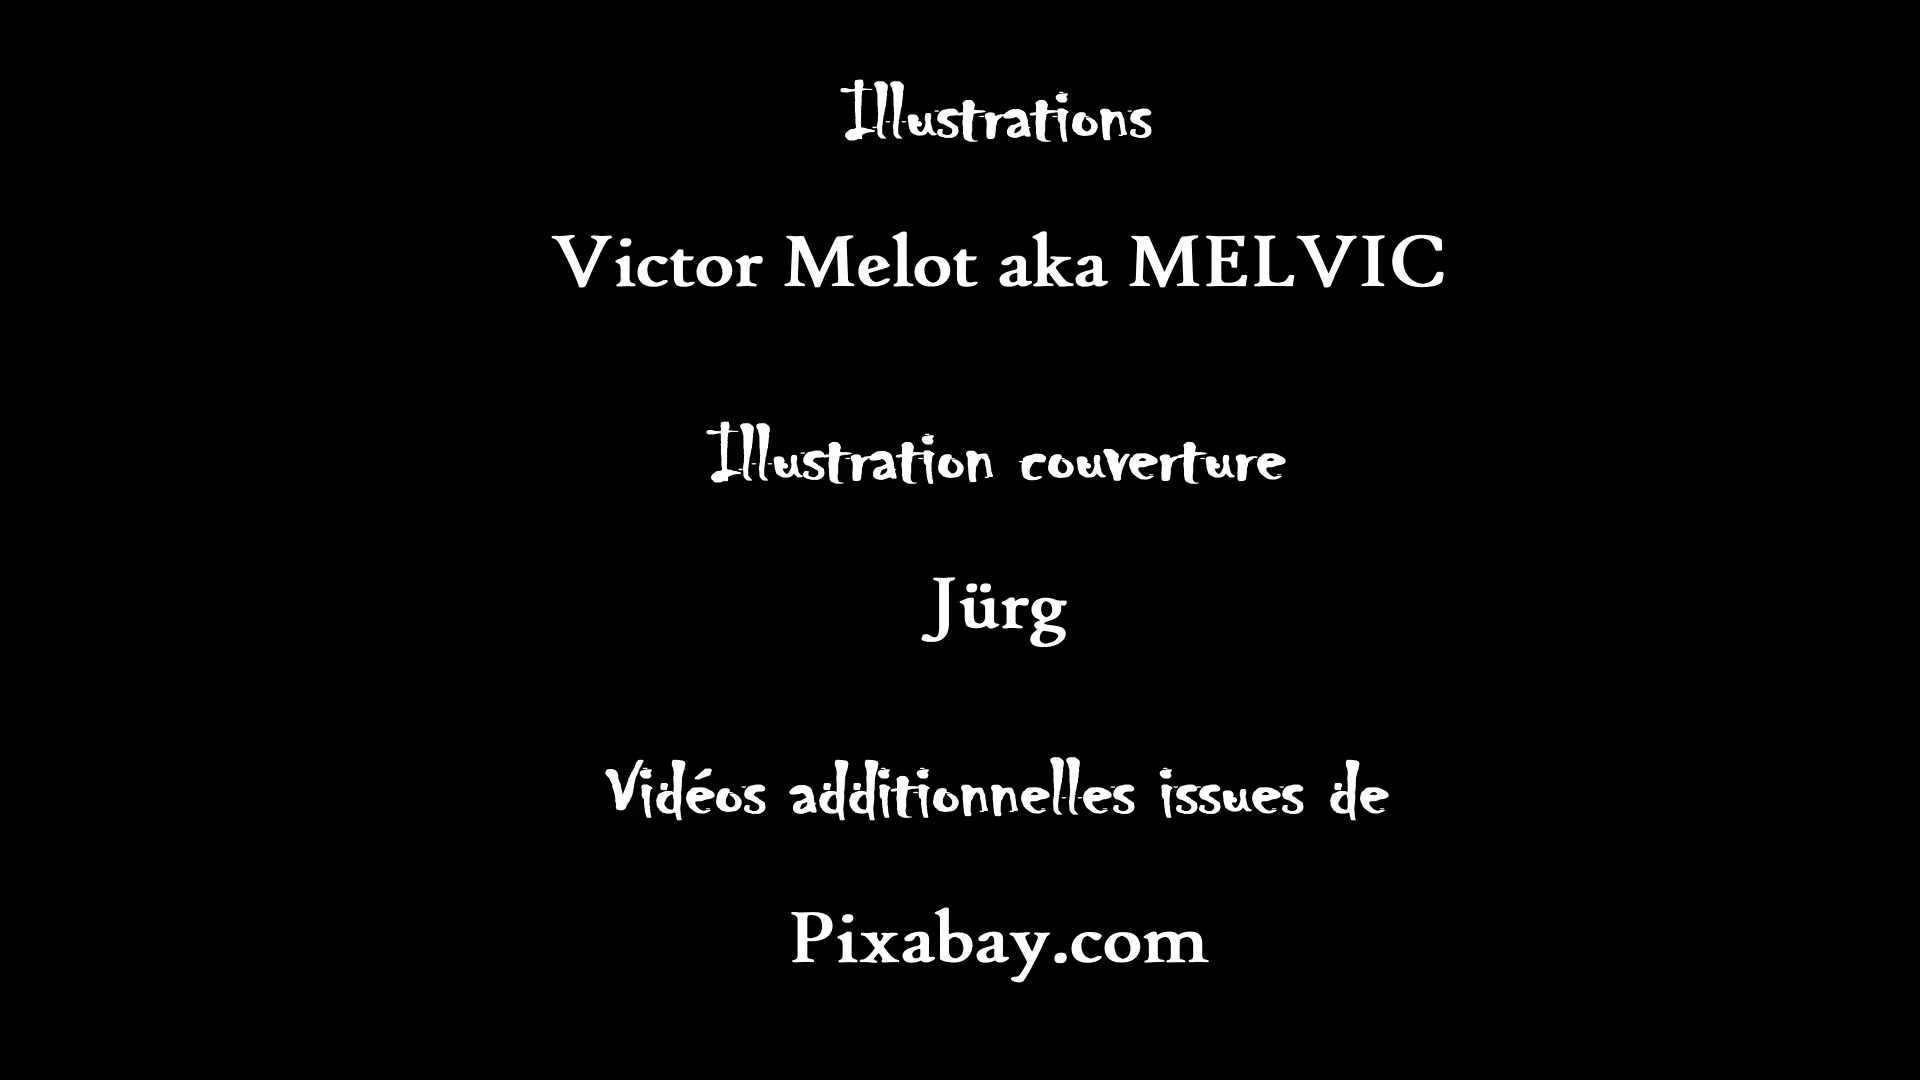 Illustrations
Victor Melot aka MELVIC
Illustration couverture
Jürg
Vidéos additionnelles issues de
Pixabay.com